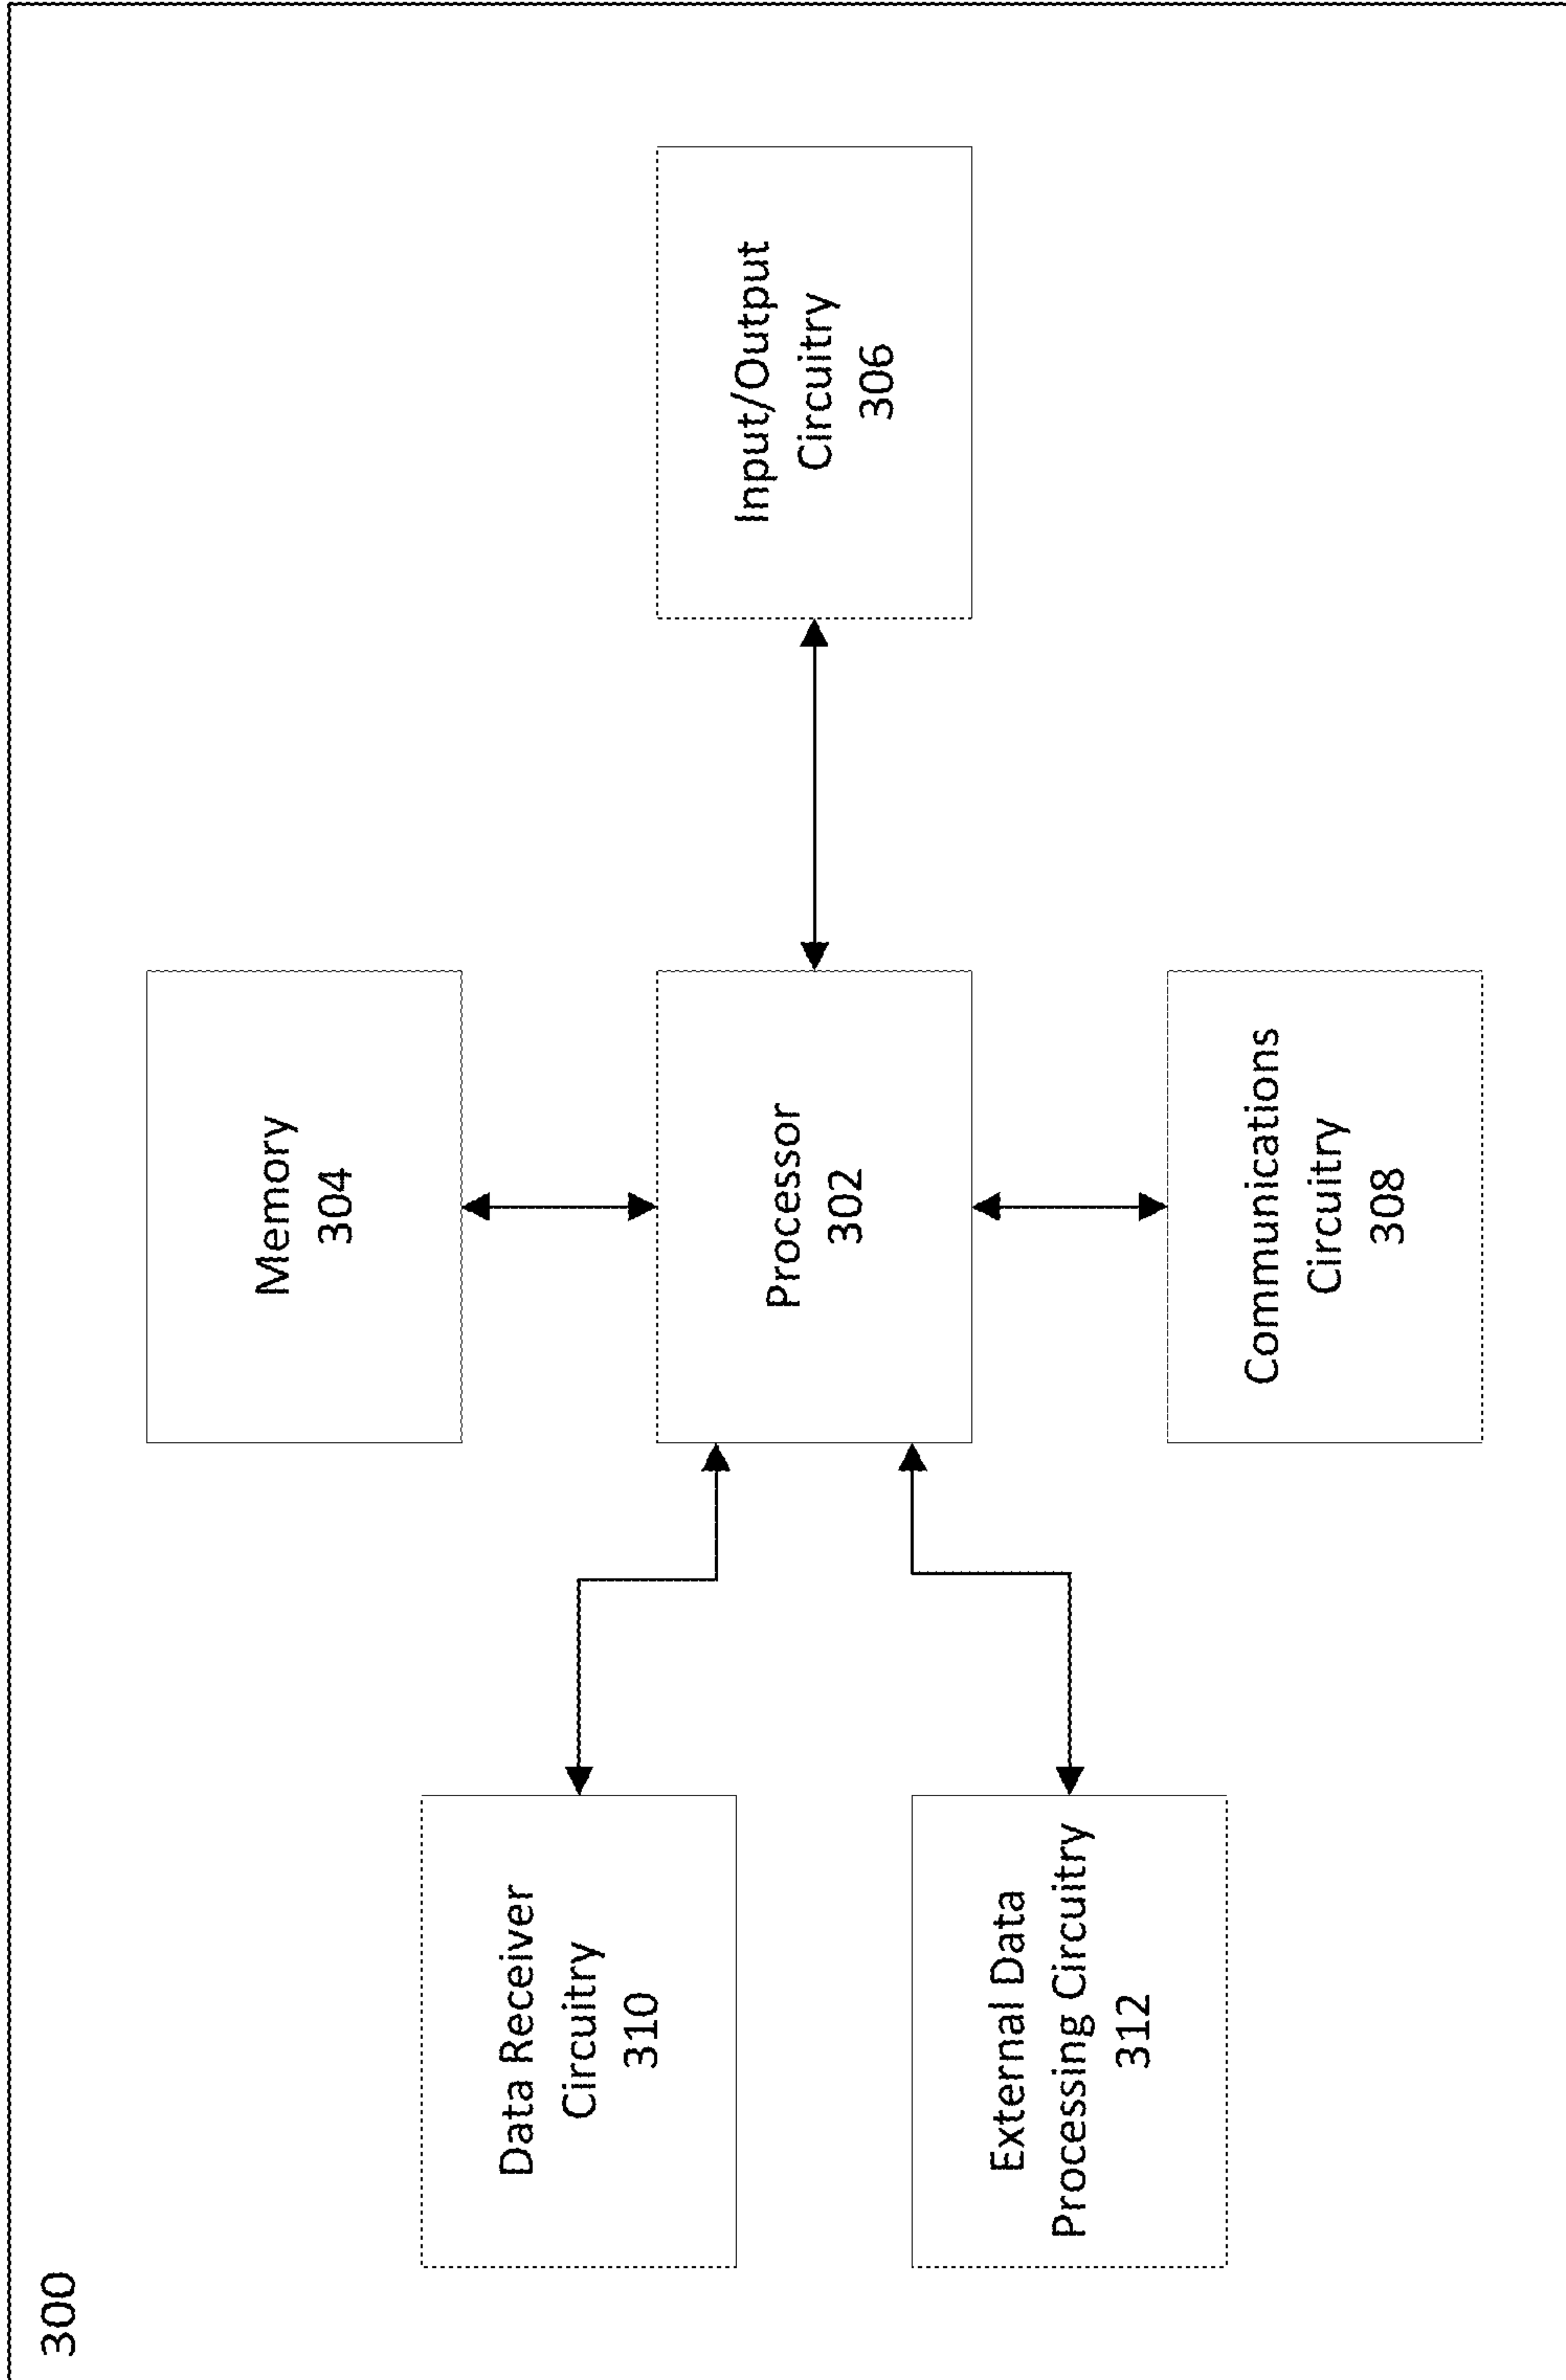 300
Memory
304
Data Receiver
Circuitry
310
Processor
302
Input/Output
Circuitry
306
External Data
Processing Circuitry
312
Communications
Circuitry
308